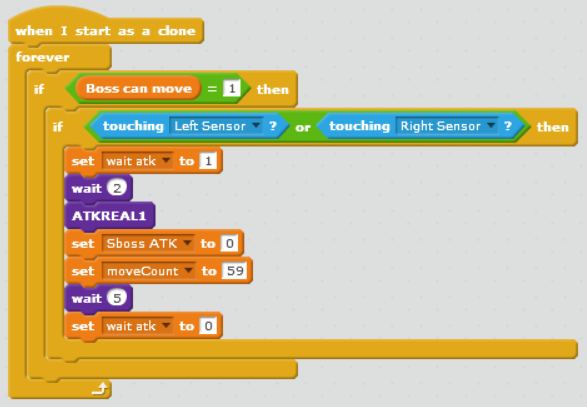 when I start as a clone
forever
if Boss can move = 1 then
if touching Left Sensor ? or touching Right Sensor ? then
set wait atk to 1
wait 2
ATKREAL1
set Sboss ATK to 0
set moveCount to 59
wait 5
set wait atk to 0